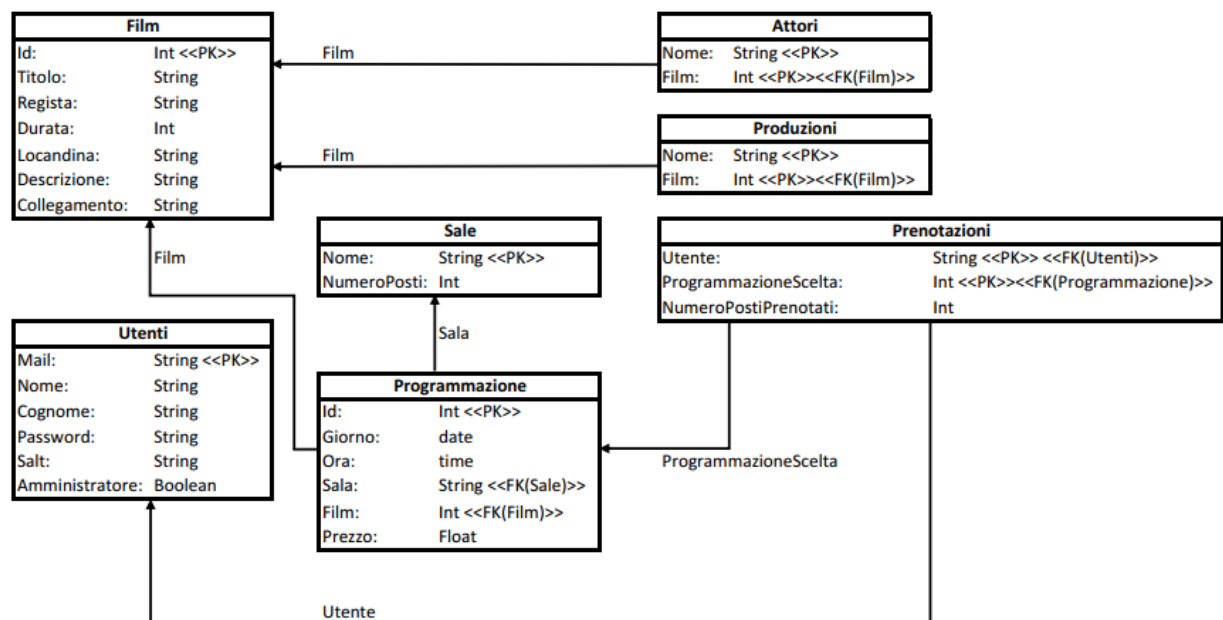 Film
Id: Int <<PK>>
Titolo: String
Regista: String
Durata: Int
Locandina: String
Descrizione: String
Collegamento: String
Film
Attori
Nome: String <<PK>>
Film: Int <<PK>><<FK(Film)>>
Film
Produzioni
Nome: String <<PK>>
Film: Int <<PK>><<FK(Film)>>
Film
Sale
Nome: String <<PK>>
NumeroPosti: Int
Sala
Prenotazioni
Utente: String <<PK>> <<FK(Utenti)>>
ProgrammazioneScelta: Int <<PK>><<FK(Programmazione)>>
NumeroPostiPrenotati: Int
Utenti
Mail: String <<PK>>
Nome: String
Cognome: String
Password: String
Salt: String
Amministratore: Boolean
Programmazione
Id: Int <<PK>>
Giorno: date
Ora: time
Sala: String <<FK(Sale)>>
Film: Int <<FK(Film)>>
Prezzo: Float
ProgrammazioneScelta
Utente